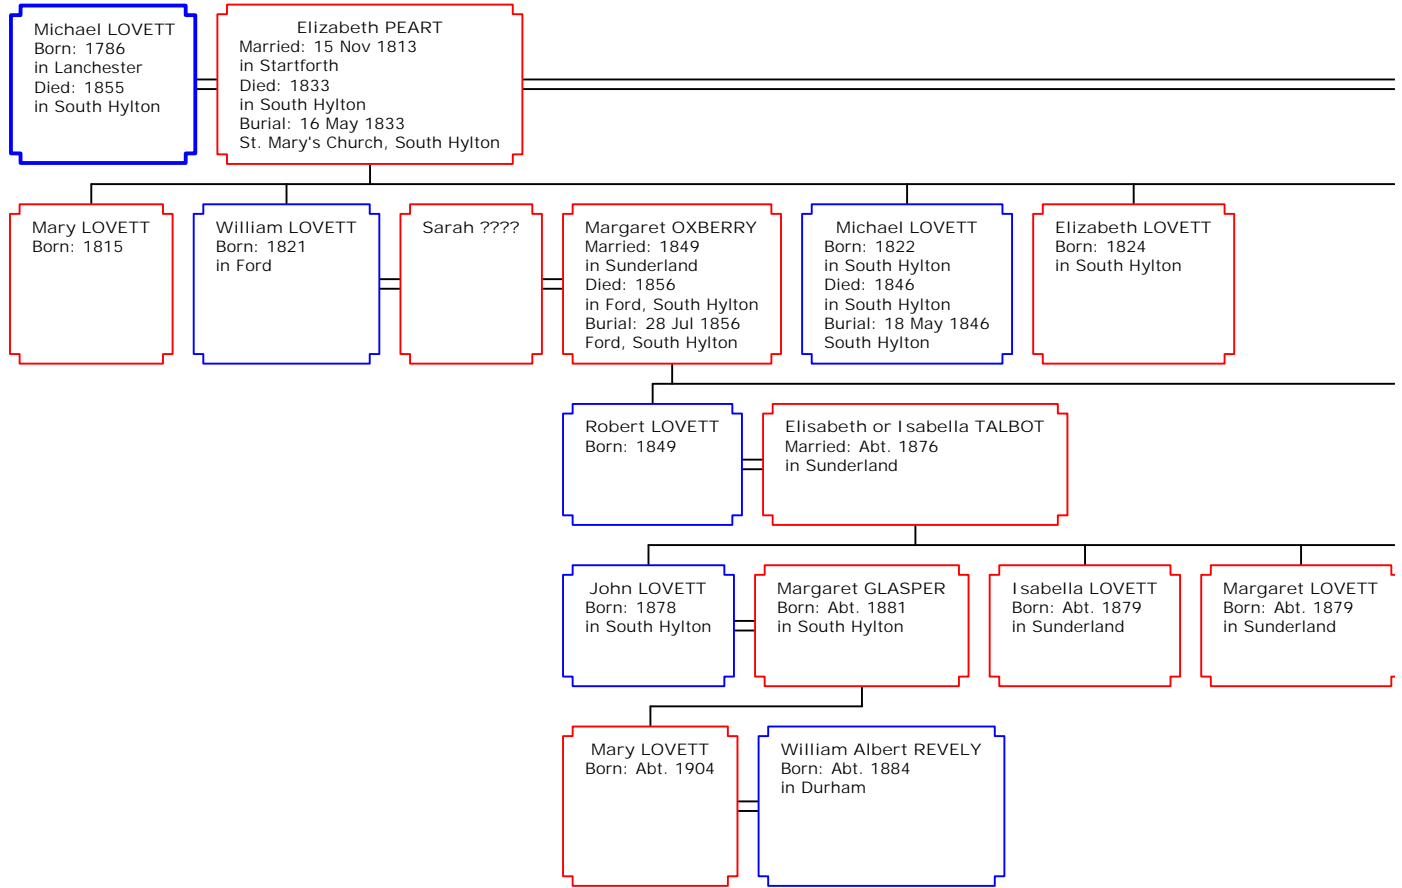 Michael LOVETT
Born: 1786
in Lanchester
Died: 1855
in South Hylton
Elizabeth PEART
Married: 15 Nov 1813
in Startforth
Died: 1833
in South Hylton
Burial: 16 May 1833
St. Mary's Church, South Hylton
Mary LOVETT
Born: 1815
William LOVETT
Born: 1821
in Ford
Sarah ????
Margaret OXBERRY
Married: 1849
in Sunderland
Died: 1856
in Ford, South Hylton
Burial: 28 Jul 1856
Ford, South Hylton
Michael LOVETT
Born: 1822
in South Hylton
Died: 1846
in South Hylton
Burial: 18 May 1846
South Hylton
Elizabeth LOVETT
Born: 1824
in South Hylton
Robert LOVETT
Born: 1849
Elisabeth or Isabella TALBOT
Married: Abt. 1876
in Sunderland
John LOVETT
Born: 1878
in South Hylton
Margaret GLASPER
Born: Abt. 1881
in South Hylton
Isabella LOVETT
Born: Abt. 1879
in Sunderland
Margaret LOVETT
Born: Abt. 1879
in Sunderland
Mary LOVETT
Born: Abt. 1904
William Albert REVELY
Born: Abt. 1884
in Durham